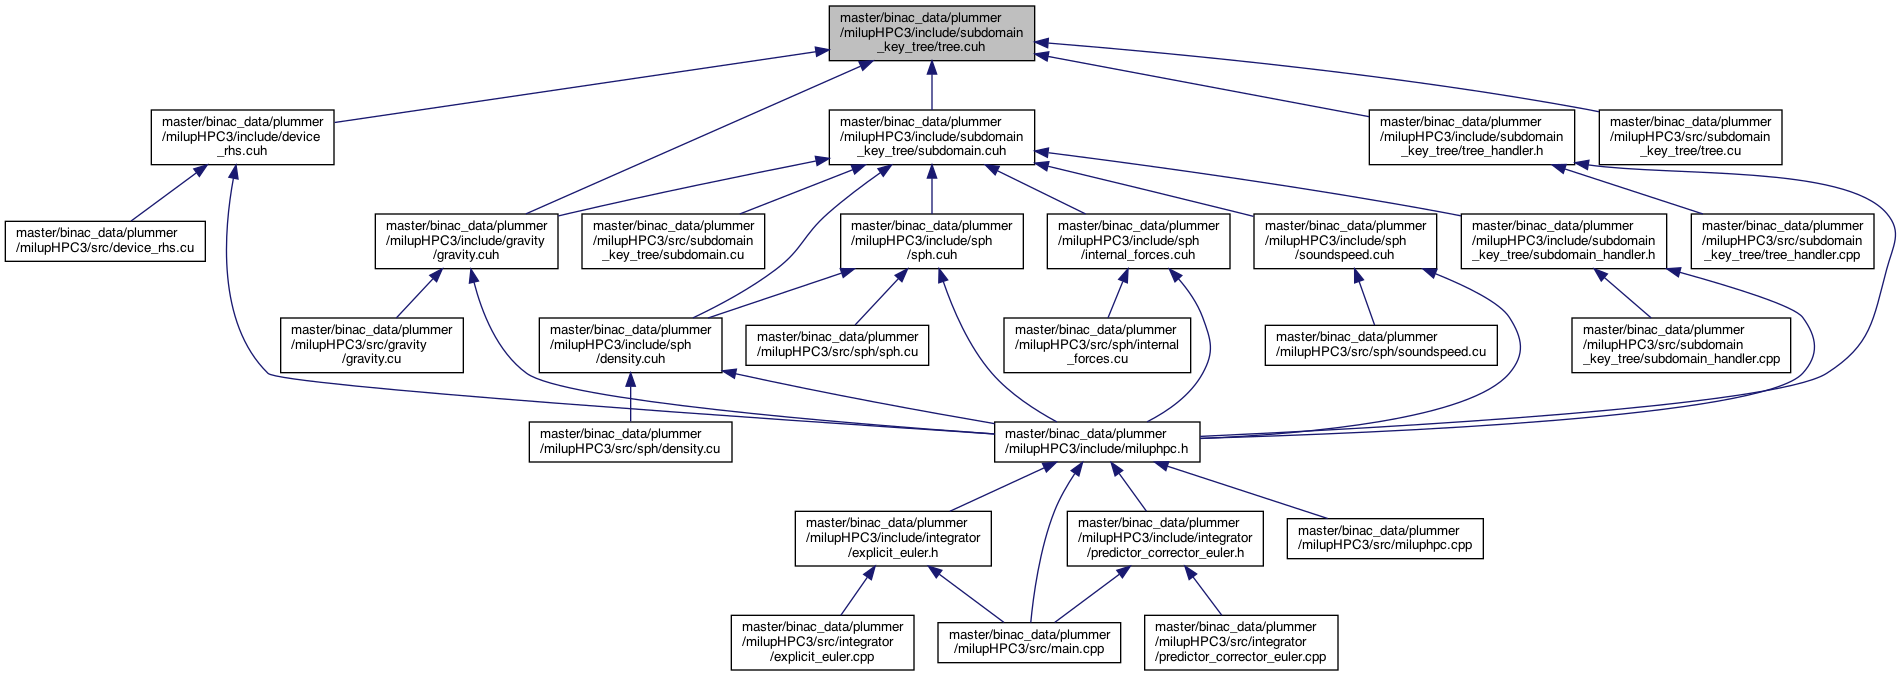 master/binac_data/plummer
/milupHPC3/include/subdomain
_key_tree/tree.cuh
master/binac_data/plummer
/milupHPC3/include/device
_rhs.cuh
master/binac_data/plummer
/milupHPC3/include/subdomain
_key_tree/subdomain.cuh
master/binac_data/plummer
/milupHPC3/include/subdomain
_key_tree/tree_handler.h
master/binac_data/plummer
/milupHPC3/src/subdomain
_key_tree/tree.cu
master/binac_data/plummer
/milupHPC3/src/device_rhs.cu
master/binac_data/plummer
/milupHPC3/include/gravity
/gravity.cuh
master/binac_data/plummer
/milupHPC3/src/subdomain
_key_tree/subdomain.cu
master/binac_data/plummer
/milupHPC3/include/sph
/sph.cuh
master/binac_data/plummer
/milupHPC3/include/sph
/internal_forces.cuh
master/binac_data/plummer
/milupHPC3/include/sph
/soundspeed.cuh
master/binac_data/plummer
/milupHPC3/include/subdomain
_key_tree/subdomain_handler.h
master/binac_data/plummer
/milupHPC3/src/subdomain
_key_tree/tree_handler.cpp
master/binac_data/plummer
/milupHPC3/src/gravity
/gravity.cu
master/binac_data/plummer
/milupHPC3/include/sph
/density.cuh
master/binac_data/plummer
/milupHPC3/src/sph/sph.cu
master/binac_data/plummer
/milupHPC3/src/sph/internal
_forces.cu
master/binac_data/plummer
/milupHPC3/src/sph/soundspeed.cu
master/binac_data/plummer
/milupHPC3/src/subdomain
_key_tree/subdomain_handler.cpp
master/binac_data/plummer
/milupHPC3/src/sph/density.cu
master/binac_data/plummer
/milupHPC3/include/miluphpc.h
master/binac_data/plummer
/milupHPC3/include/integrator
/explicit_euler.h
master/binac_data/plummer
/milupHPC3/include/integrator
/predictor_corrector_euler.h
master/binac_data/plummer
/milupHPC3/src/miluphpc.cpp
master/binac_data/plummer
/milupHPC3/src/integrator
/explicit_euler.cpp
master/binac_data/plummer
/milupHPC3/src/main.cpp
master/binac_data/plummer
/milupHPC3/src/integrator
/predictor_corrector_euler.cpp